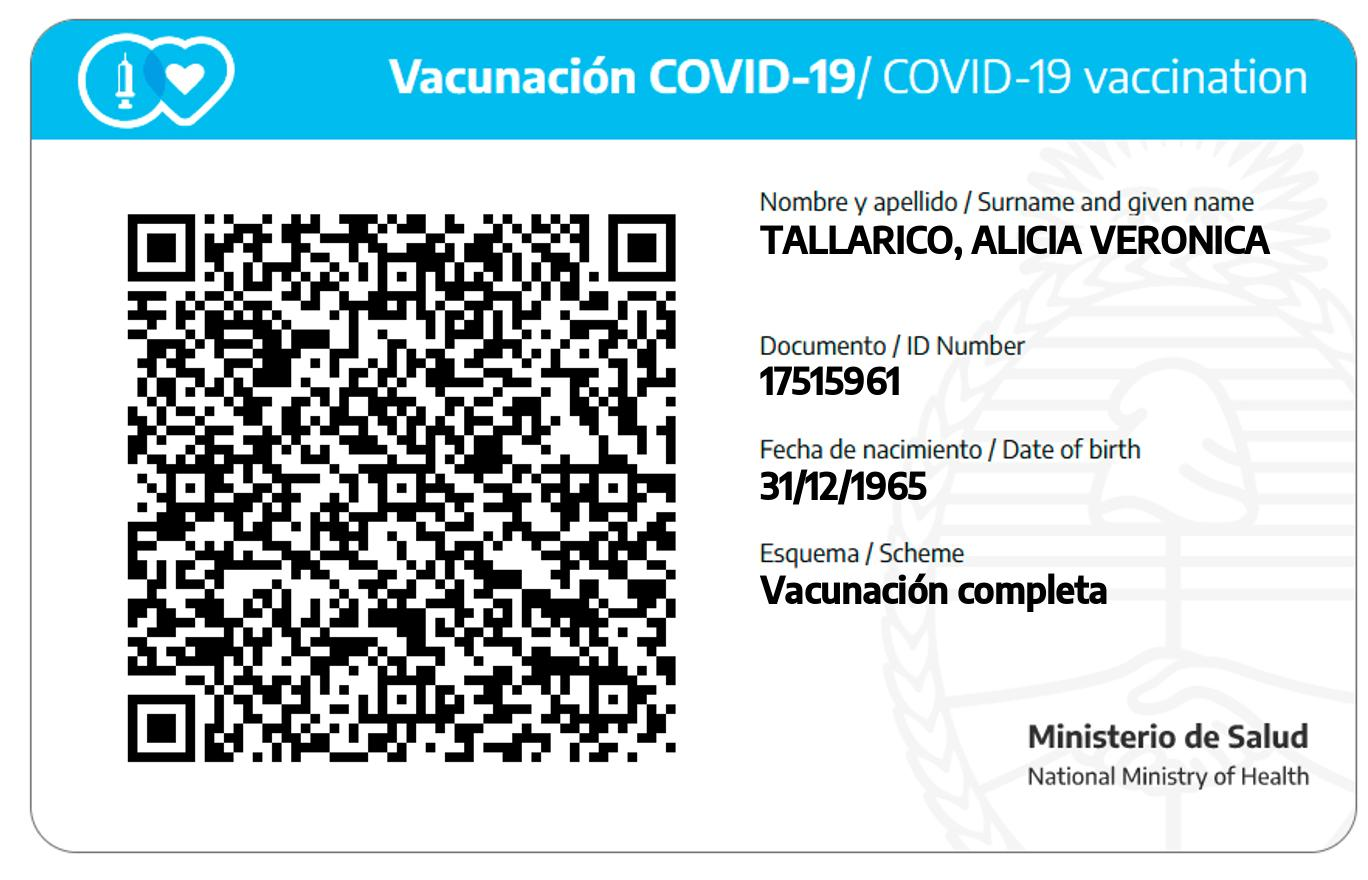 Vacunación COVID-19/ COVID-19 vaccination
Nombre y apellido / Surname and given name
TALLARICO, ALICIA VERONICA
Documento / ID Number
17515961
Fecha de nacimiento / Date of birth
31/12/1965
Esquema / Scheme
Vacunación completa
Ministerio de Salud
National Ministry of Health